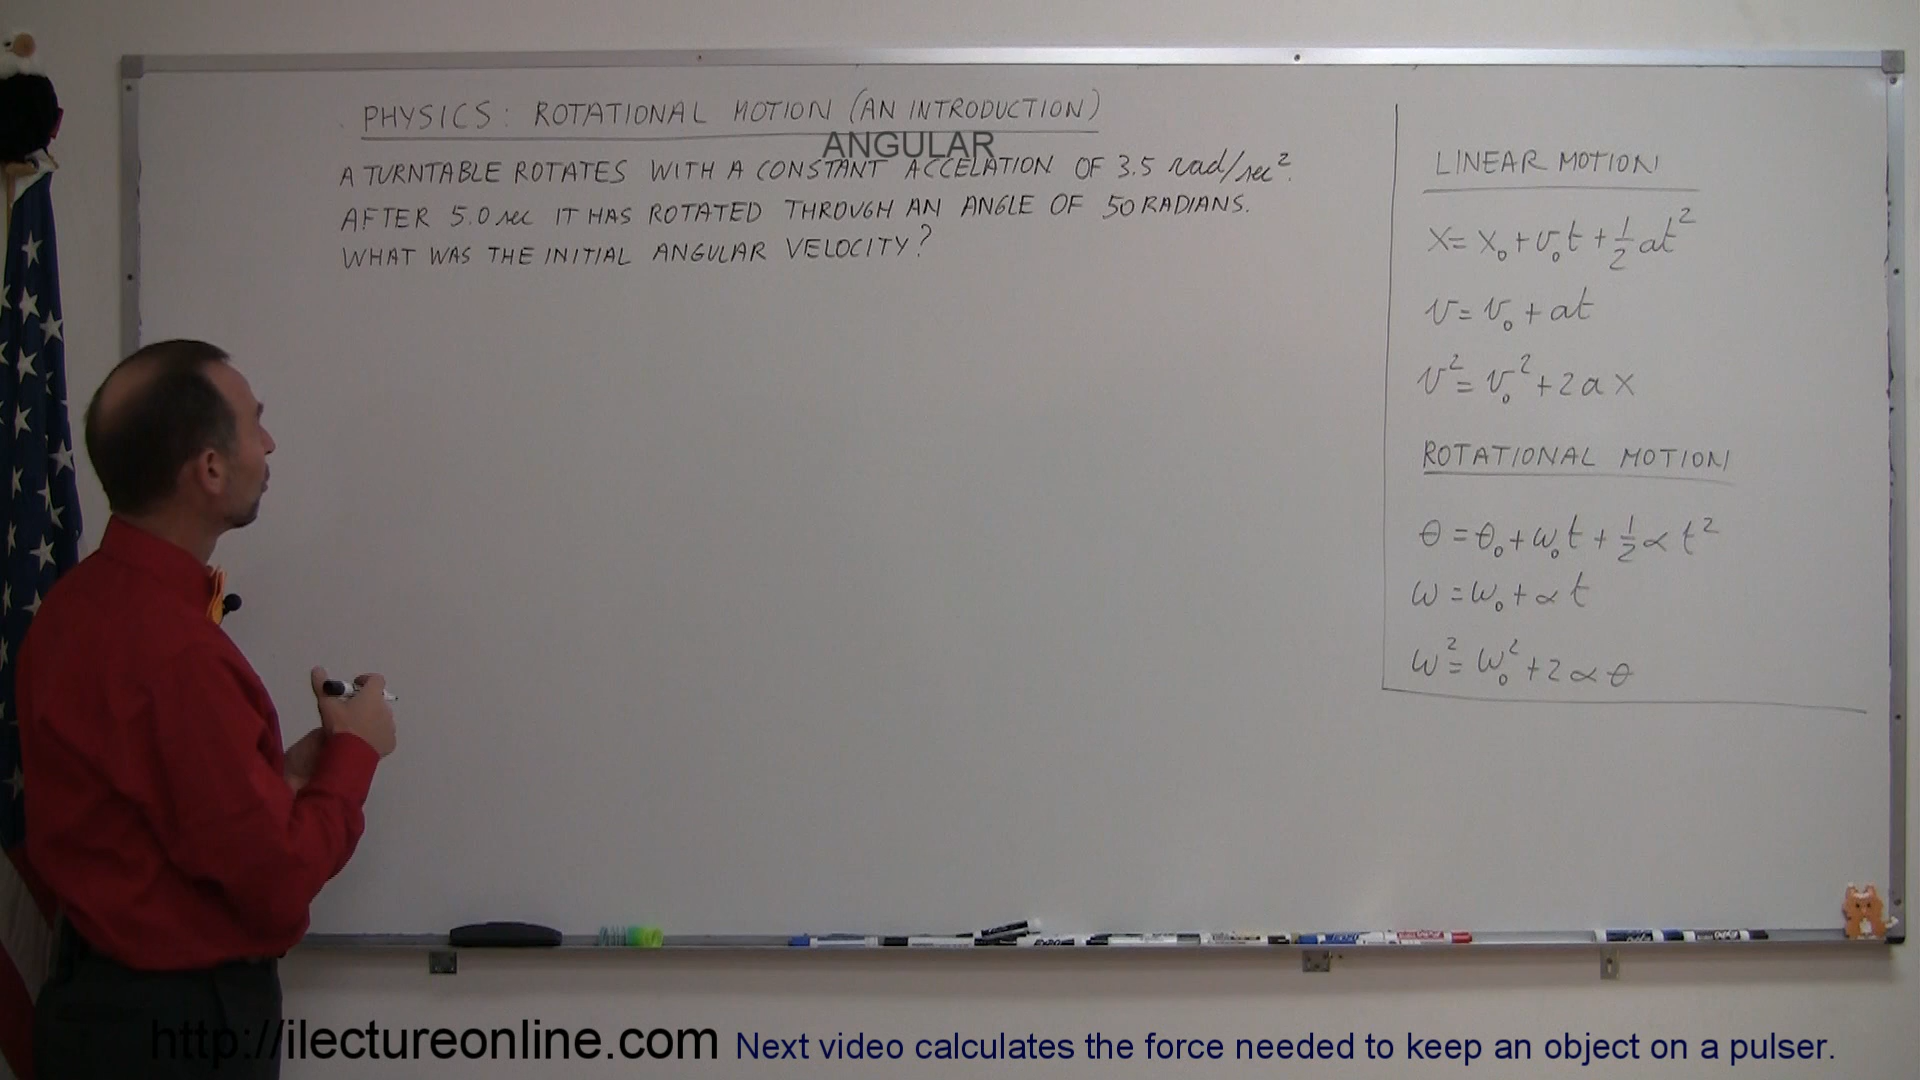 PHYSICS: ROTATIONAL MOTION (AN INTRODUCTION)
ANGULAR
A TURNTABLE ROTATES WITH A CONSTANT ACCELATION OF 3.5 rad/sec².
AFTER 5.0 sec IT HAS ROTATED THROUGH AN ANGLE OF 50 RADIANS.
WHAT WAS THE INITIAL ANGULAR VELOCITY?
LINEAR MOTION
x = x₀ + v₀t + ½at²
v = v₀ + at
v² = v₀² + 2ax
ROTATIONAL MOTION
θ = θ₀ + ω₀t + ½αt²
ω = ω₀ + αt
ω² = ω₀² + 2αθ
http://ilectureonline.com Next video calculates the force needed to keep an object on a pulser.